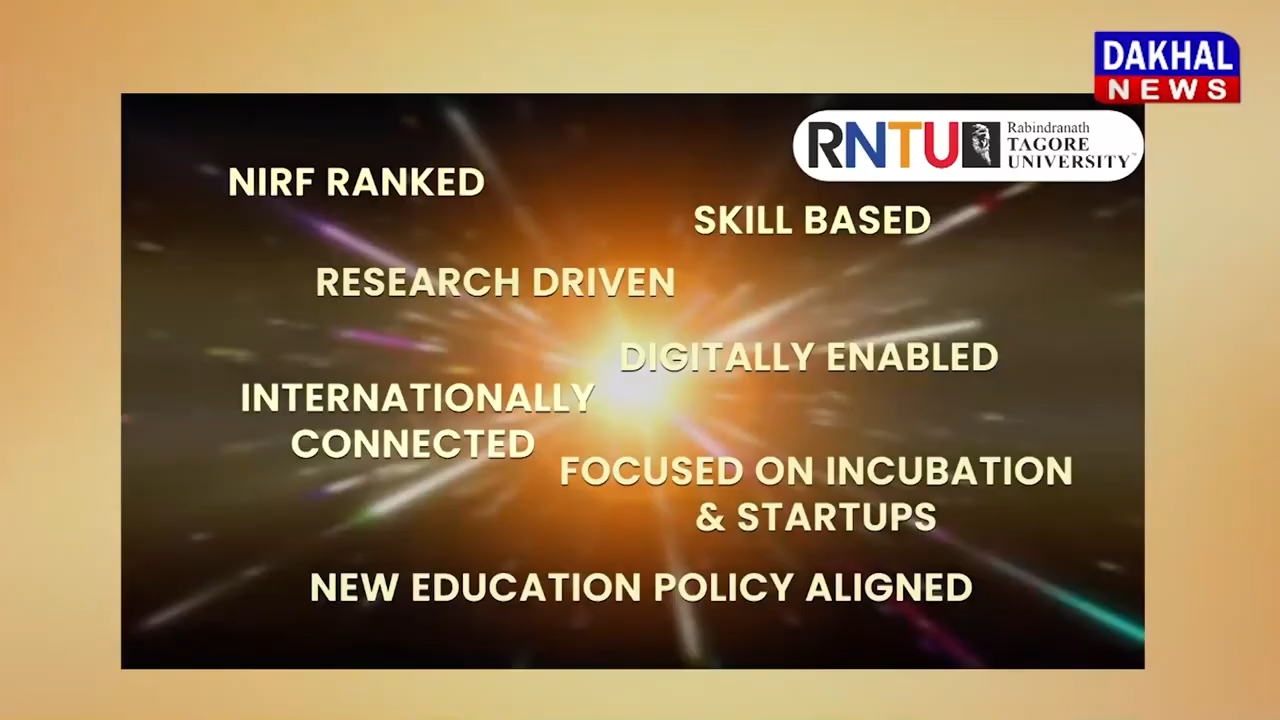 DAKHAL
NEWS
RNTU
Rabindranath
TAGORE
UNIVERSITY™
NIRF RANKED
SKILL BASED
RESEARCH DRIVEN
DIGITALLY ENABLED
INTERNATIONALLY
CONNECTED
FOCUSED ON INCUBATION
& STARTUPS
NEW EDUCATION POLICY ALIGNED